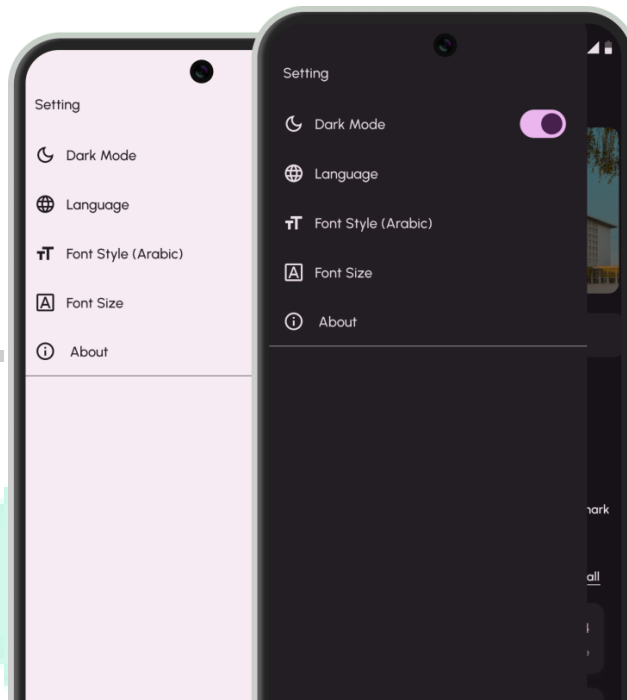 Setting
Dark Mode
Language
Font Style (Arabic)
Font Size
About
Setting
Dark Mode
Language
Font Style (Arabic)
Font Size
About
all